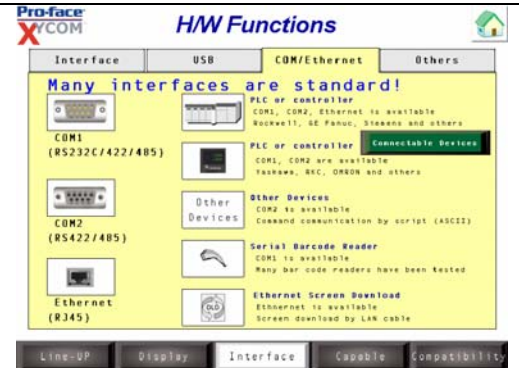 Pro-face
XYCOM
H/W Functions
Interface
USB
COM/Ethernet
Others
Many interfaces are standard!
COM1
(RS232C/422/485)
COM2
(RS422/485)
Ethernet
(RJ45)
PLC or controller
COM1, COM2, Ethernet is available
Rockwell, GE Fanuc, Siemens and others
PLC or controller
Connectable Devices
COM1, COM2 are available
Yaskawa, RKC, OMRON and others
Other
Devices
Other Devices
COM2 is available
Command communication by script (ASCII)
Serial Barcode Reader
COM1 is available
Many bar code readers have been tested
DLD
Ethernet Screen Download
Ethnernet is available
Screen download by LAN cable
Line-UP
Display
Interface
Capable
Compatibility